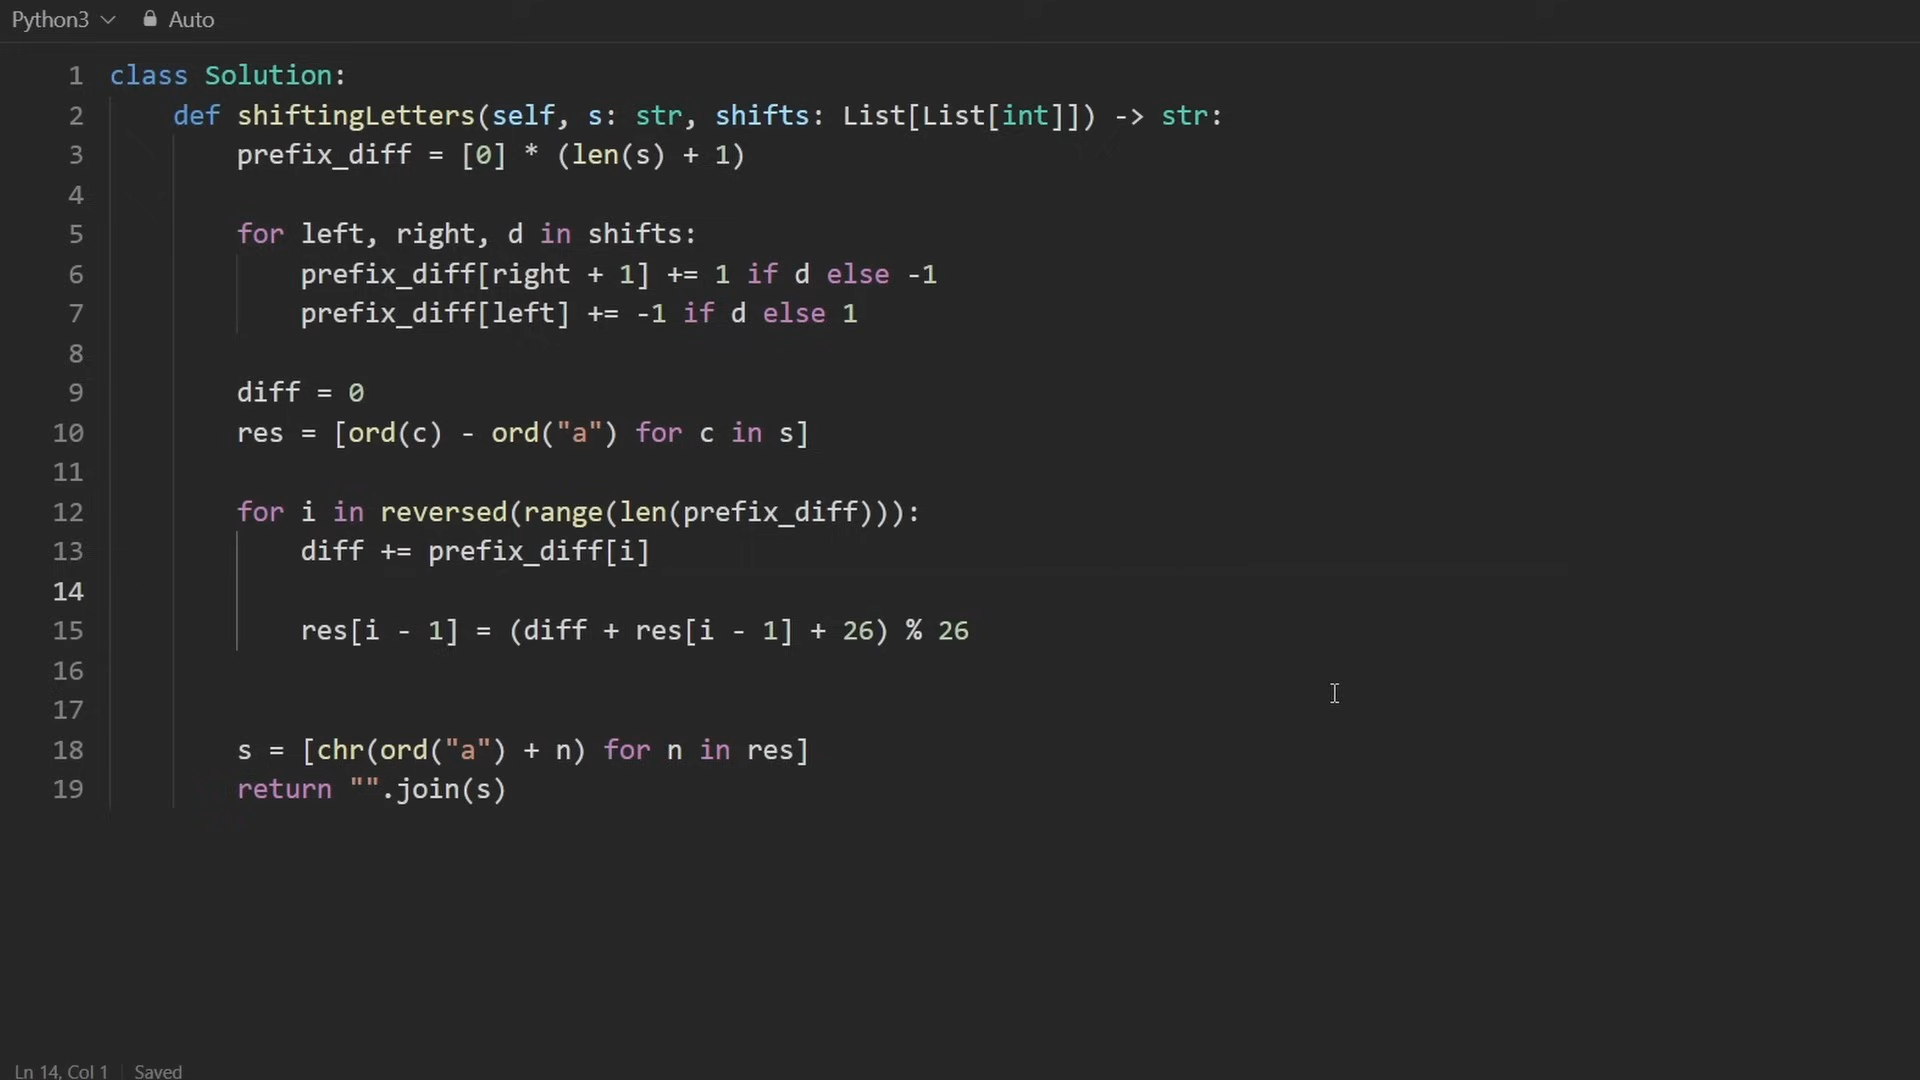 Python3 Auto
1 class Solution:
2     def shiftingLetters(self, s: str, shifts: List[List[int]]) -> str:
3         prefix_diff = [0] * (len(s) + 1)
4
5         for left, right, d in shifts:
6             prefix_diff[right + 1] += 1 if d else -1
7             prefix_diff[left] += -1 if d else 1
8
9         diff = 0
10         res = [ord(c) - ord("a") for c in s]
11
12         for i in reversed(range(len(prefix_diff))):
13             diff += prefix_diff[i]
14
15             res[i - 1] = (diff + res[i - 1] + 26) % 26
16
17
18         s = [chr(ord("a") + n) for n in res]
19         return "".join(s)
Ln 14, Col 1 Saved